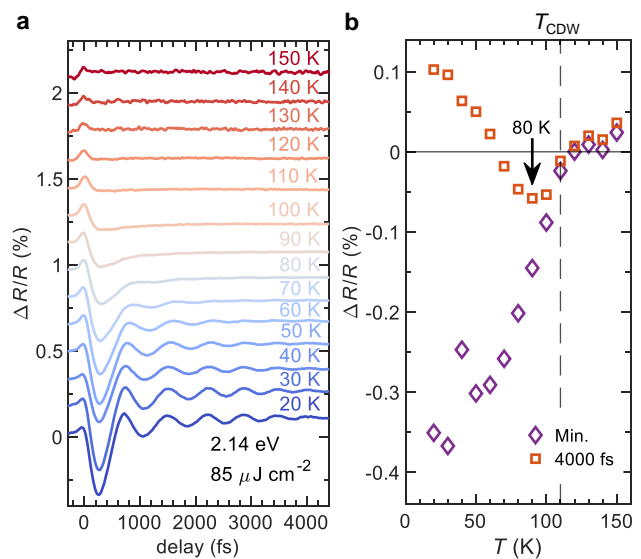 a
ΔR/R (%)
2
1.5
1
0.5
0
150 K
140 K
130 K
120 K
110 K
100 K
90 K
80 K
70 K
60 K
50 K
40 K
30 K
20 K
2.14 eV
85 μJ cm⁻²
0 1000 2000 3000 4000
delay (fs)
b
T_CDW
ΔR/R (%)
0.1
0
-0.1
-0.2
-0.3
-0.4
80 K
Min.
4000 fs
0 50 100 150
T (K)